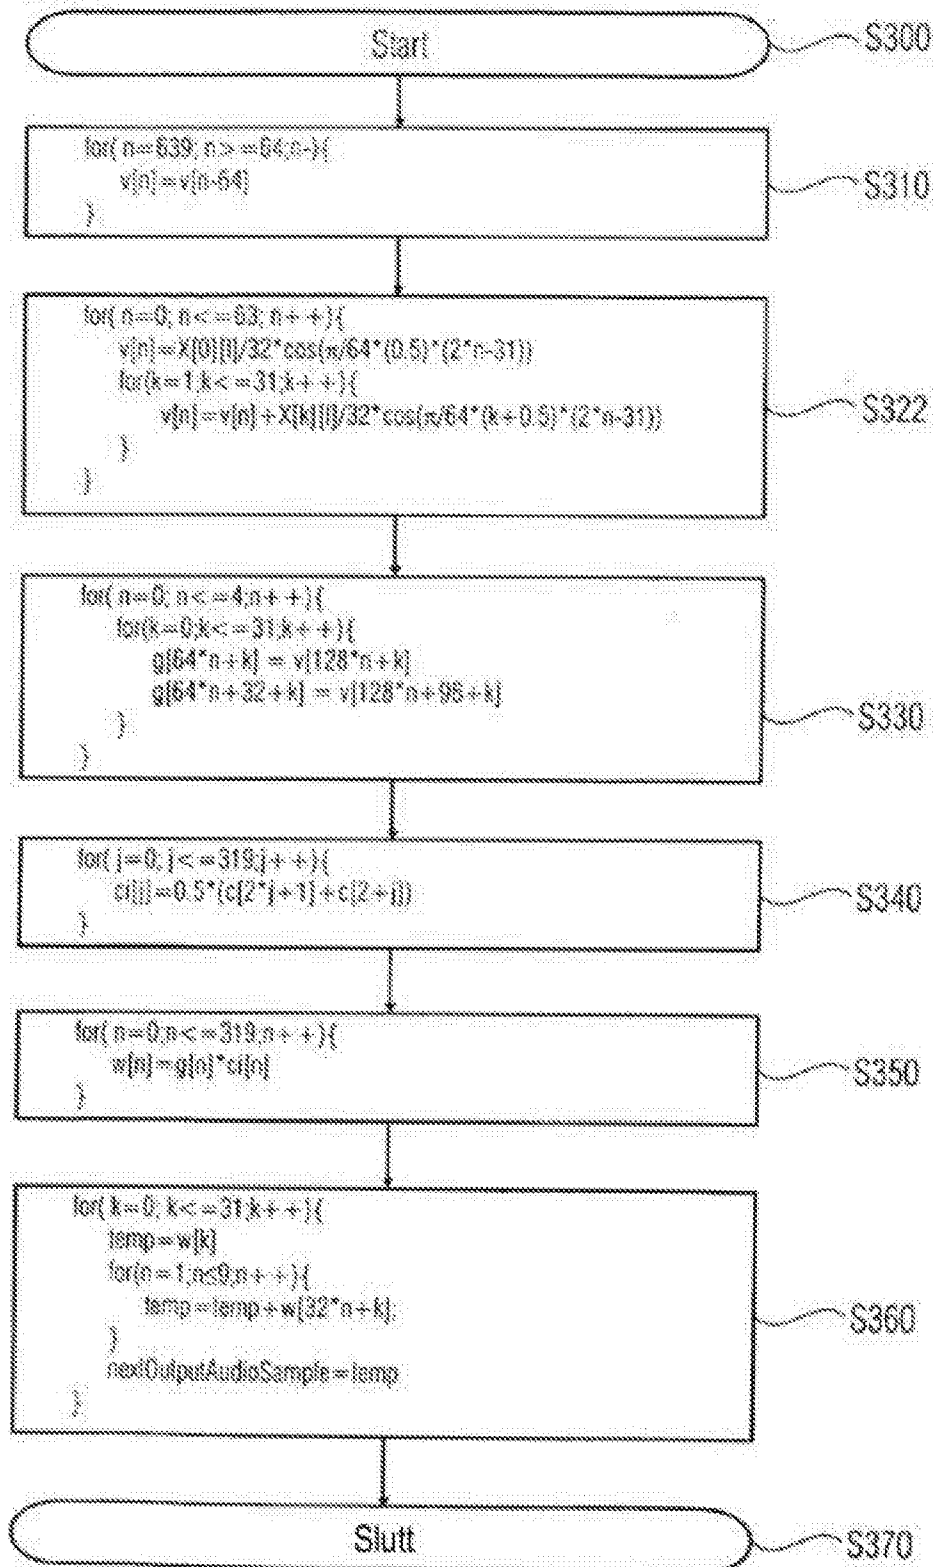 Start
S300
for( n=639; n>=64;n-){
v[n]=v[n-64]
}
S310
for( n=0; n<=63; n++){
v[n]=X[0][l]/32*cos(π/64*(0.5)*(2*n-31))
for(k=1;k<=31;k++){
v[n]=v[n]+X[k][l]/32*cos(π/64*(k+0.5)*(2*n-31))
}
}
S322
for( n=0; n<=4;n++){
for(k=0;k<=31;k++){
g[64*n+k] = v[128*n+k]
g[64*n+32+k] = v[128*n+96+k]
}
}
S330
for( j=0; j<=319;j++){
ci[j]=0.5*(c[2*j+1]+c[2+j])
}
S340
for( n=0;n<=319;n++){
w[n]=g[n]*ci[n]
}
S350
for( k=0; k<=31;k++){
temp=w[k]
for(n=1;n≤9;n++){
temp=temp+w[32*n+k];
}
nextOutputAudioSample=temp
}
S360
Slutt
S370